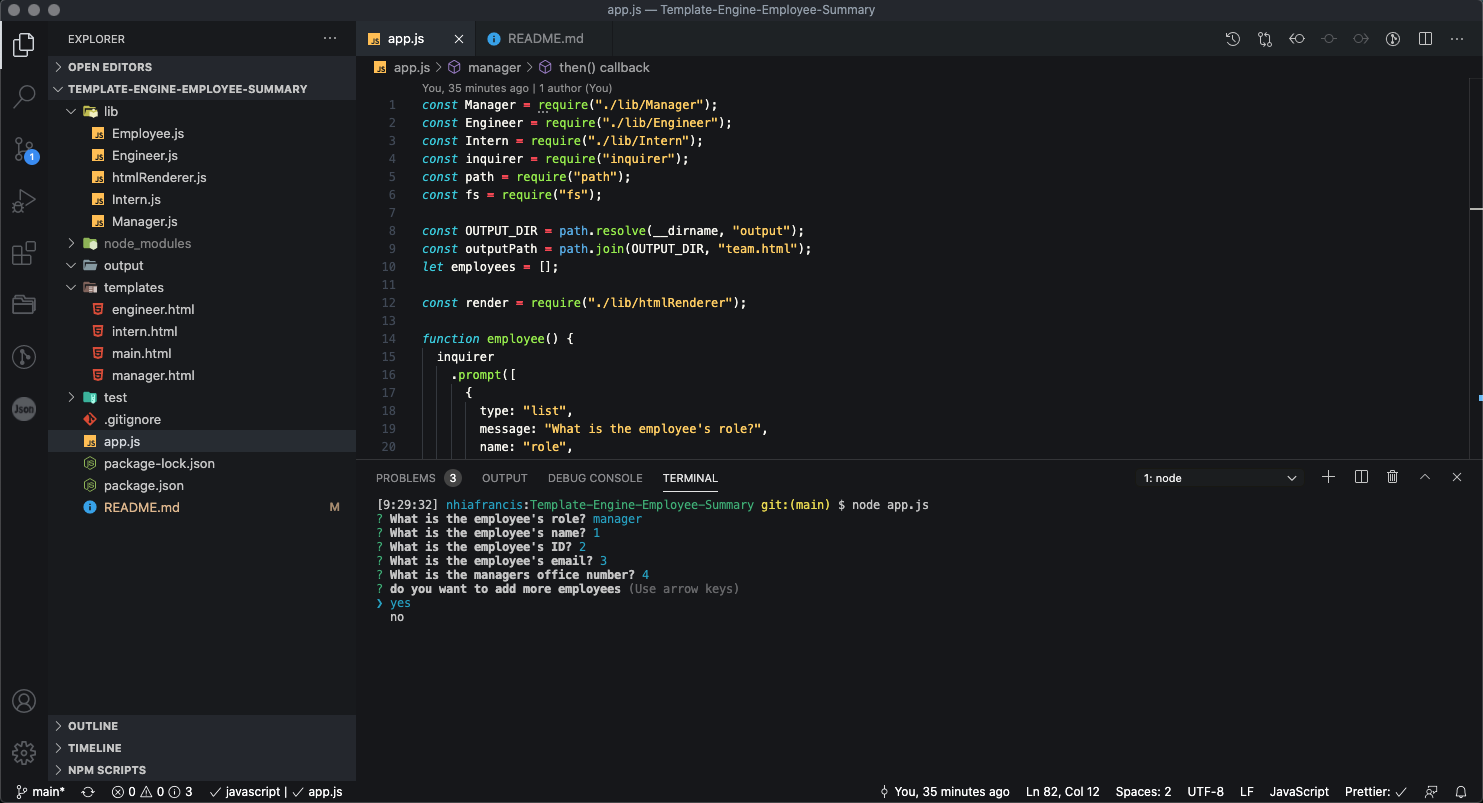 app.js — Template-Engine-Employee-Summary
EXPLORER
OPEN EDITORS
TEMPLATE-ENGINE-EMPLOYEE-SUMMARY
lib
JS Employee.js
JS Engineer.js
JS htmlRenderer.js
JS Intern.js
JS Manager.js
node_modules
output
templates
engineer.html
intern.html
main.html
manager.html
test
.gitignore
JS app.js
package-lock.json
package.json
README.md M
OUTLINE
TIMELINE
NPM SCRIPTS
1
Json
JS app.js
README.md
JS app.js > manager > then() callback
You, 35 minutes ago | 1 author (You)
1 const Manager = require("./lib/Manager");
2 const Engineer = require("./lib/Engineer");
3 const Intern = require("./lib/Intern");
4 const inquirer = require("inquirer");
5 const path = require("path");
6 const fs = require("fs");
7
8 const OUTPUT_DIR = path.resolve(__dirname, "output");
9 const outputPath = path.join(OUTPUT_DIR, "team.html");
10 let employees = [];
11
12 const render = require("./lib/htmlRenderer");
13
14 function employee() {
15 inquirer
16 .prompt([
17 {
18 type: "list",
19 message: "What is the employee's role?",
20 name: "role",
PROBLEMS 3 OUTPUT DEBUG CONSOLE TERMINAL 1: node
[9:29:32] nhiafrancis:Template-Engine-Employee-Summary git:(main) $ node app.js
? What is the employee's role? manager
? What is the employee's name? 1
? What is the employee's ID? 2
? What is the employee's email? 3
? What is the managers office number? 4
? do you want to add more employees (Use arrow keys)
❯ yes
no
main* 0 0 3 ✓ javascript | ✓ app.js You, 35 minutes ago Ln 82, Col 12 Spaces: 2 UTF-8 LF JavaScript Prettier: ✓